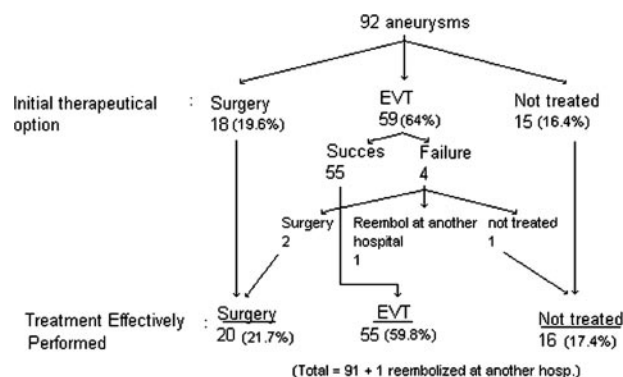 92 aneurysms
Initial therapeutical : Surgery EVT Not treated
option 18 (19.6%) 59 (64%) 15 (16.4%)
Succes Failure
55 4
Surgery Reembol at another not treated
2 hospital 1
1
Treatment Effectively : Surgery EVT Not treated
Performed 20 (21.7%) 55 (59.8%) 16 (17.4%)
(Total = 91 + 1 reembolized at another hosp.)